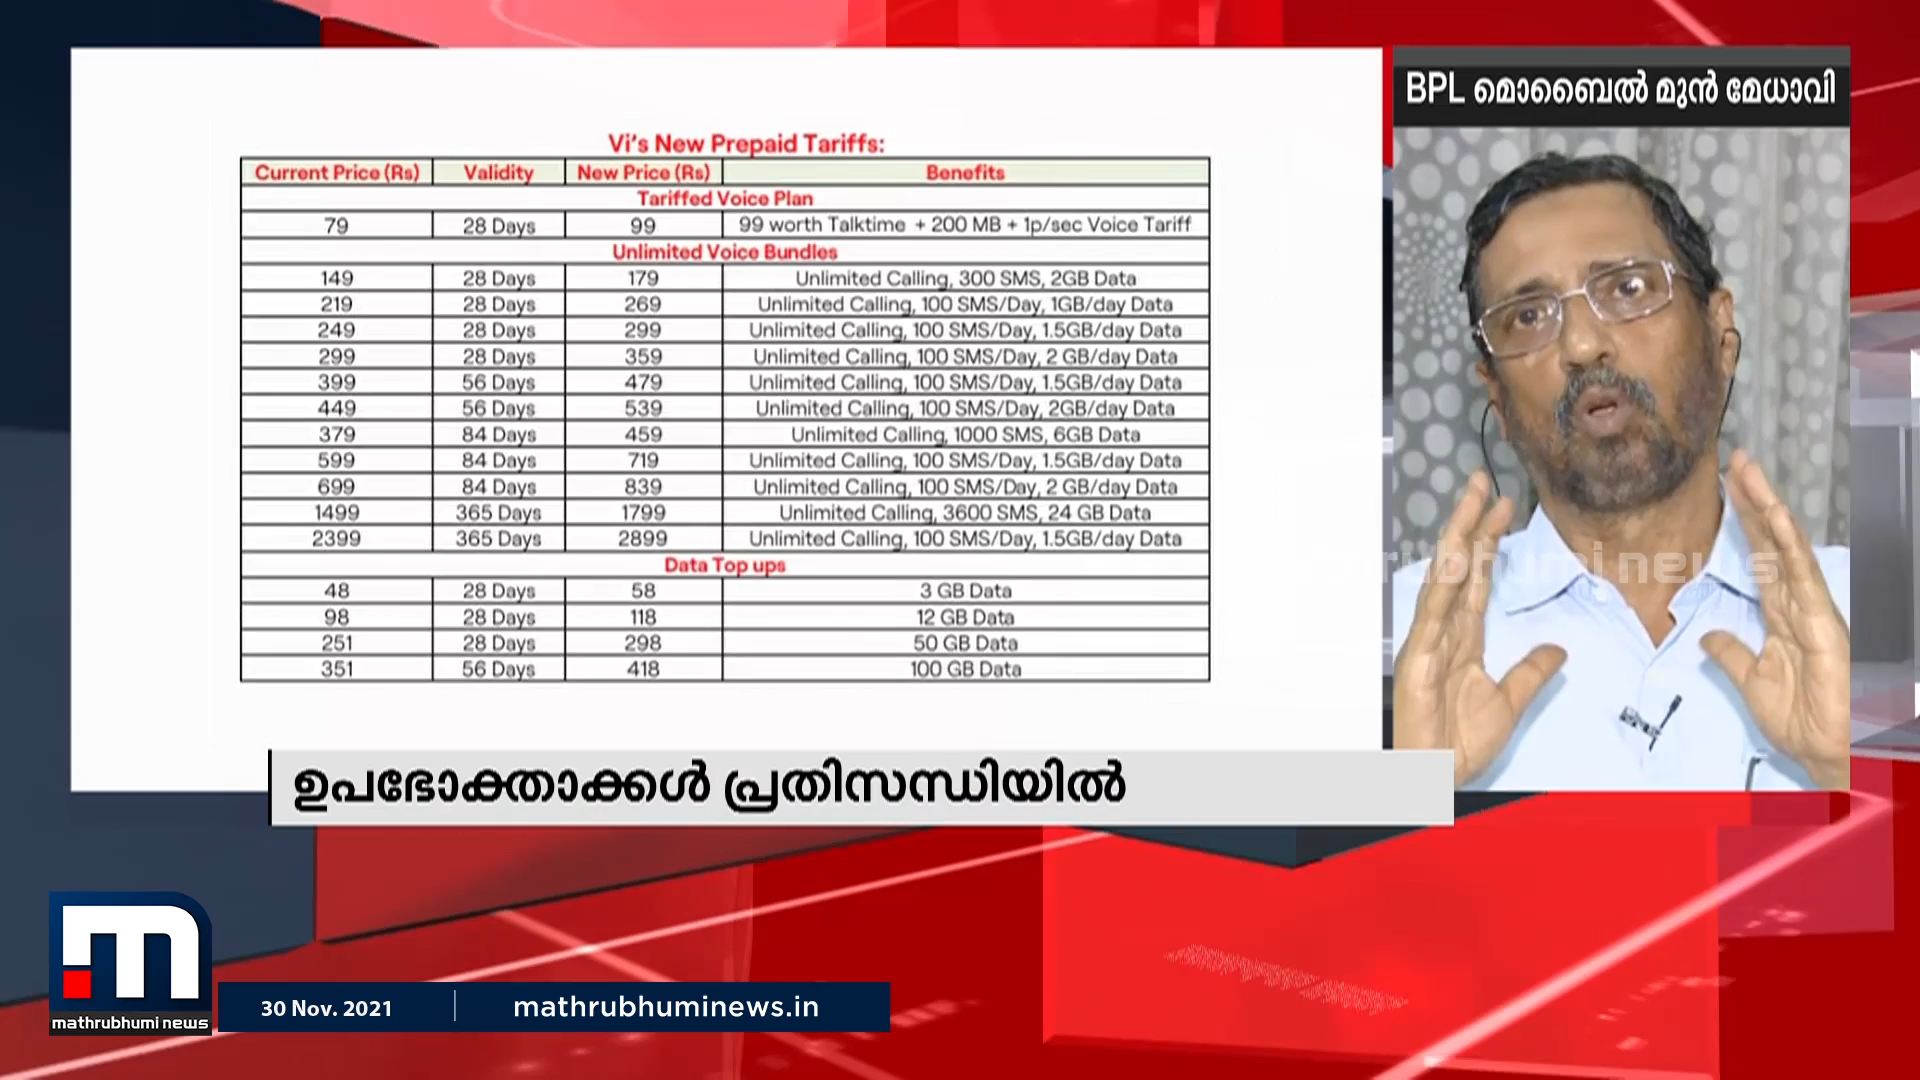 BPL മൊബൈൽ മുൻ മേധാവി
Vi's New Prepaid Tariffs:
Current Price (Rs) Validity New Price (Rs) Benefits
Tariffed Voice Plan
79 28 Days 99 99 worth Talktime + 200 MB + 1p/sec Voice Tariff
Unlimited Voice Bundles
149 28 Days 179 Unlimited Calling, 300 SMS, 2GB Data
219 28 Days 269 Unlimited Calling, 100 SMS/Day, 1GB/day Data
249 28 Days 299 Unlimited Calling, 100 SMS/Day, 1.5GB/day Data
299 28 Days 359 Unlimited Calling, 100 SMS/Day, 2 GB/day Data
399 56 Days 479 Unlimited Calling, 100 SMS/Day, 1.5GB/day Data
449 56 Days 539 Unlimited Calling, 100 SMS/Day, 2GB/day Data
379 84 Days 459 Unlimited Calling, 1000 SMS, 6GB Data
599 84 Days 719 Unlimited Calling, 100 SMS/Day, 1.5GB/day Data
699 84 Days 839 Unlimited Calling, 100 SMS/Day, 2 GB/day Data
1499 365 Days 1799 Unlimited Calling, 3600 SMS, 24 GB Data
2399 365 Days 2899 Unlimited Calling, 100 SMS/Day, 1.5GB/day Data
Data Top ups
48 28 Days 58 3 GB Data
98 28 Days 118 12 GB Data
251 28 Days 298 50 GB Data
351 56 Days 418 100 GB Data
news
ഉപഭോക്താക്കൾ പ്രതിസന്ധിയിൽ
mathrubhumi news
30 Nov. 2021
mathrubhuminews.in